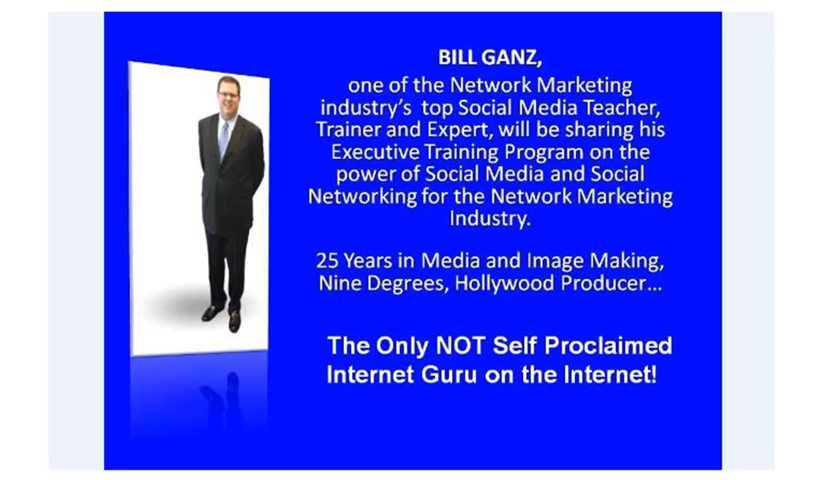 BILL GANZ,
one of the Network Marketing
industry's  top Social Media Teacher,
Trainer and Expert, will be sharing his
Executive Training Program on the
power of Social Media and Social
Networking for the Network Marketing
Industry.
25 Years in Media and Image Making,
Nine Degrees, Hollywood Producer…
The Only NOT Self Proclaimed
Internet Guru on the Internet!